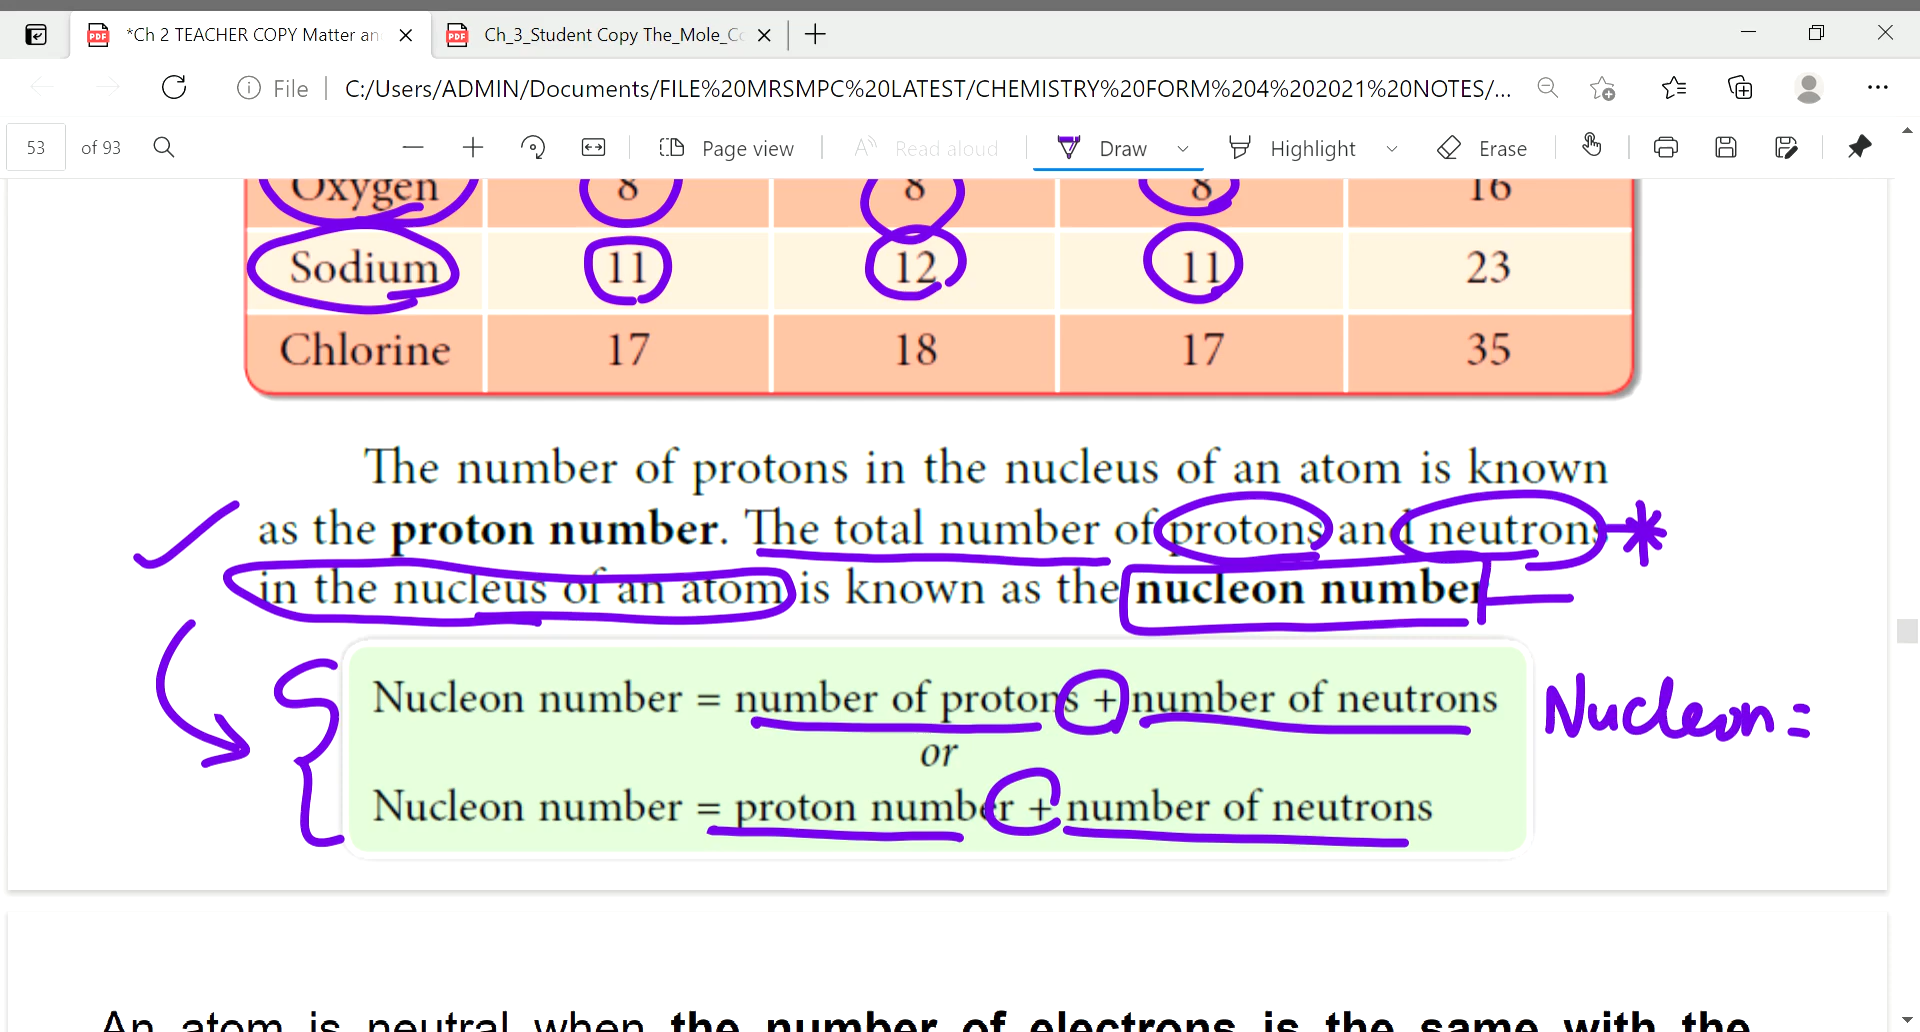 *Ch 2 TEACHER COPY Matter an
Ch_3_Student Copy The_Mole_C
File
C:/Users/ADMIN/Documents/FILE%20MRSMPC%20LATEST/CHEMISTRY%20FORM%204%202021%20NOTES/...
53 of 93
Page view
Read aloud
Draw
Highlight
Erase
Oxygen 8 8 8 16
Sodium 11 12 11 23
Chlorine 17 18 17 35
The number of protons in the nucleus of an atom is known
as the proton number. The total number of protons and neutrons
in the nucleus of an atom is known as the nucleon number
Nucleon number = number of protons + number of neutrons
Nucleon =
or
Nucleon number = proton number + number of neutrons
An atom is neutral when the number of electrons is the same with the